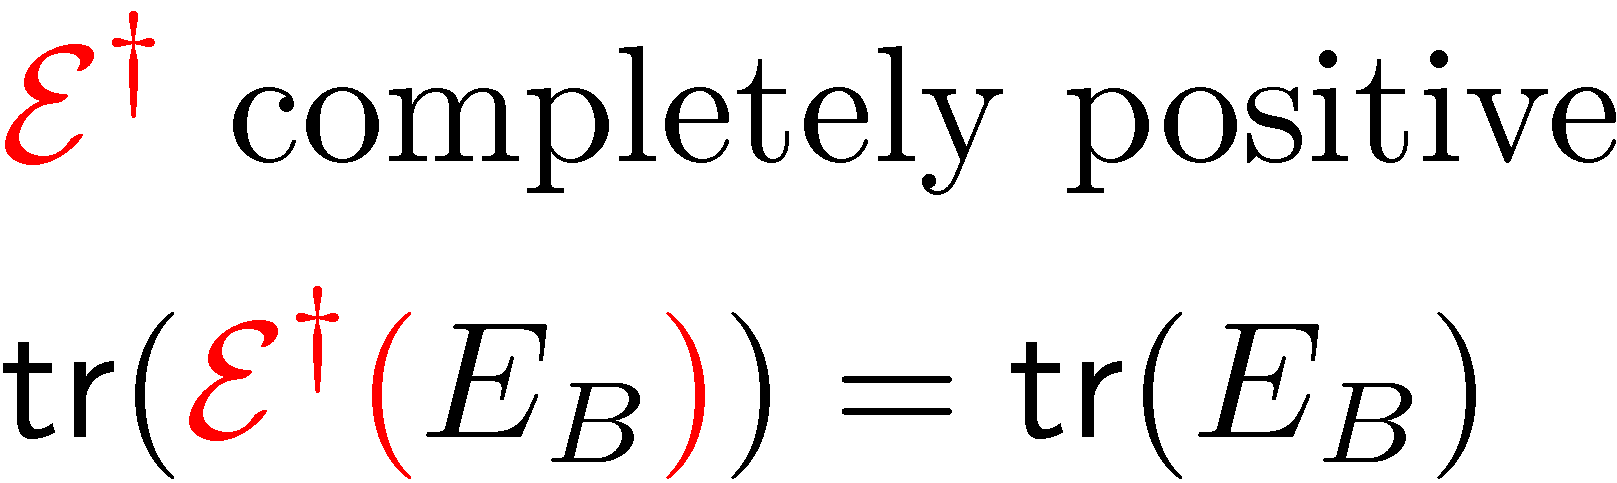 ℰ† completely positive
tr(ℰ†(E_B)) = tr(E_B)